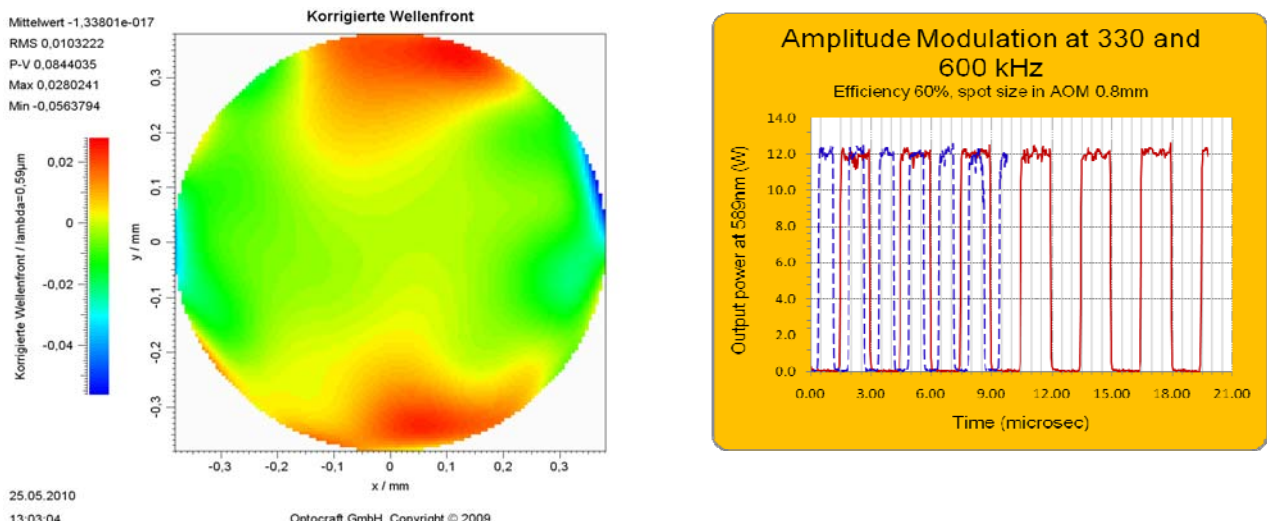 Korrigierte Wellenfront
Mittelwert -1,33801e-017
RMS 0,0103222
P-V 0,0844035
Max 0,0280241
Min -0,0563794
Korrigierte Wellenfront / lambda=0,59µm
0,02
0
-0,02
-0,04
y / mm
0,3
0,2
0,1
0
-0,1
-0,2
-0,3
-0,3
-0,2
-0,1
0
0,1
0,2
0,3
x / mm
25.05.2010
13:03:04
Optocraft GmbH, Copyright © 2009
Amplitude Modulation at 330 and
600 kHz
Efficiency 60%, spot size in AOM 0.8mm
Output power at 589nm (W)
14.0
12.0
10.0
8.0
6.0
4.0
2.0
0.0
0.00
3.00
6.00
9.00
12.00
15.00
18.00
21.00
Time (microsec)